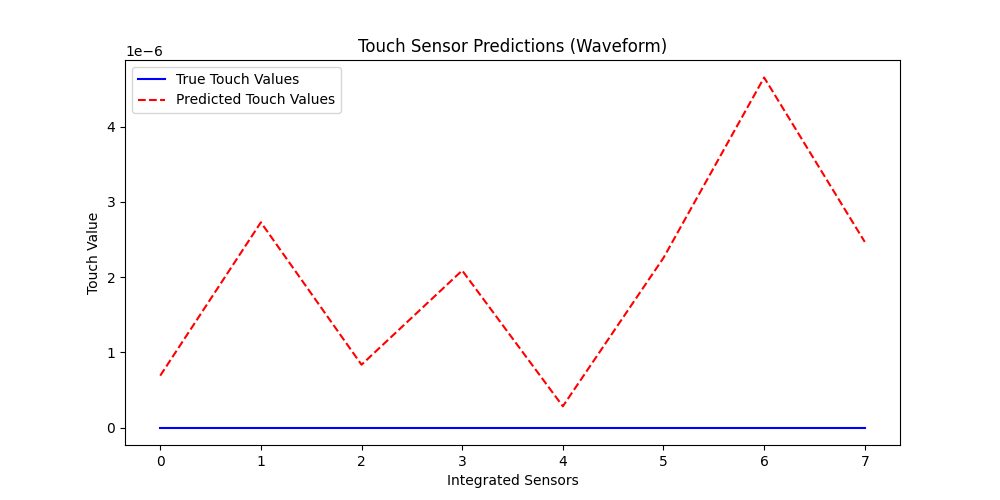 Touch Sensor Predictions (Waveform)
1e−6
True Touch Values
Predicted Touch Values
Touch Value
4
3
2
1
0
0 1 2 3 4 5 6 7
Integrated Sensors